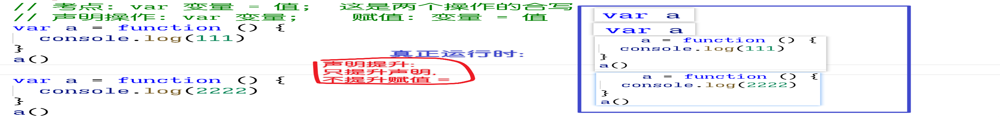 // 考点: var 变量 = 值;  这是两个操作的合写
// 声明操作: var 变量;    赋值: 变量 = 值
var a = function () {
  console.log(111)
}
a()
var a = function () {
  console.log(2222)
}
a()
真正运行时:
声明提升:
只提升声明,
不提升赋值 =
var a
var a
a = function () {
  console.log(111)
}
a()
a = function () {
  console.log(2222)
}
a()